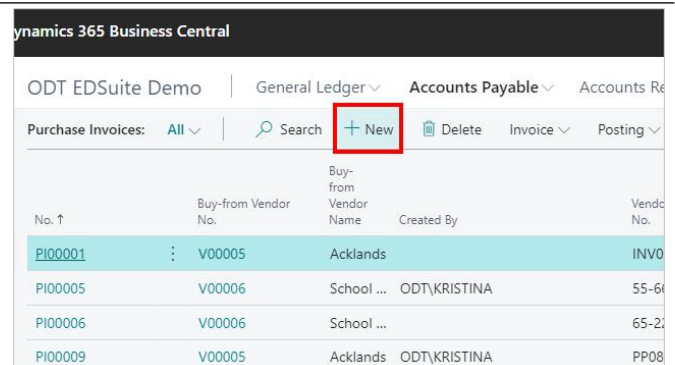 ynamics 365 Business Central
ODT EDSuite Demo General Ledger Accounts Payable Accounts Re
Purchase Invoices: All Search + New Delete Invoice Posting
No. ↑ Buy-from Vendor No. Buy-from Vendor Name Created By Vendo No.
PI00001 V00005 Acklands INV0
PI00005 V00006 School ... ODT\KRISTINA 55-6
PI00006 V00006 School ... 65-22
PI00009 V00005 Acklands ODT\KRISTINA PP08